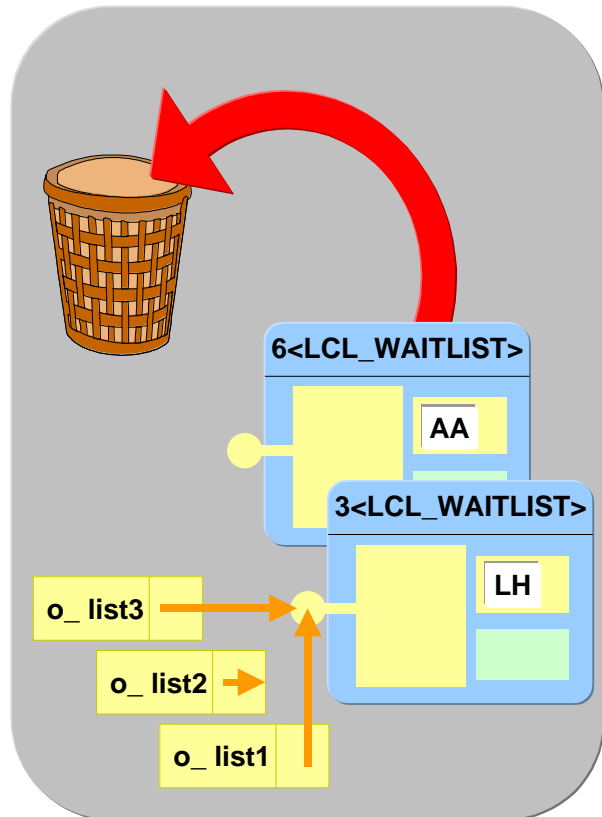 6<LCL_WAITLIST>
AA
3<LCL_WAITLIST>
LH
o_ list3
o_ list2
o_ list1